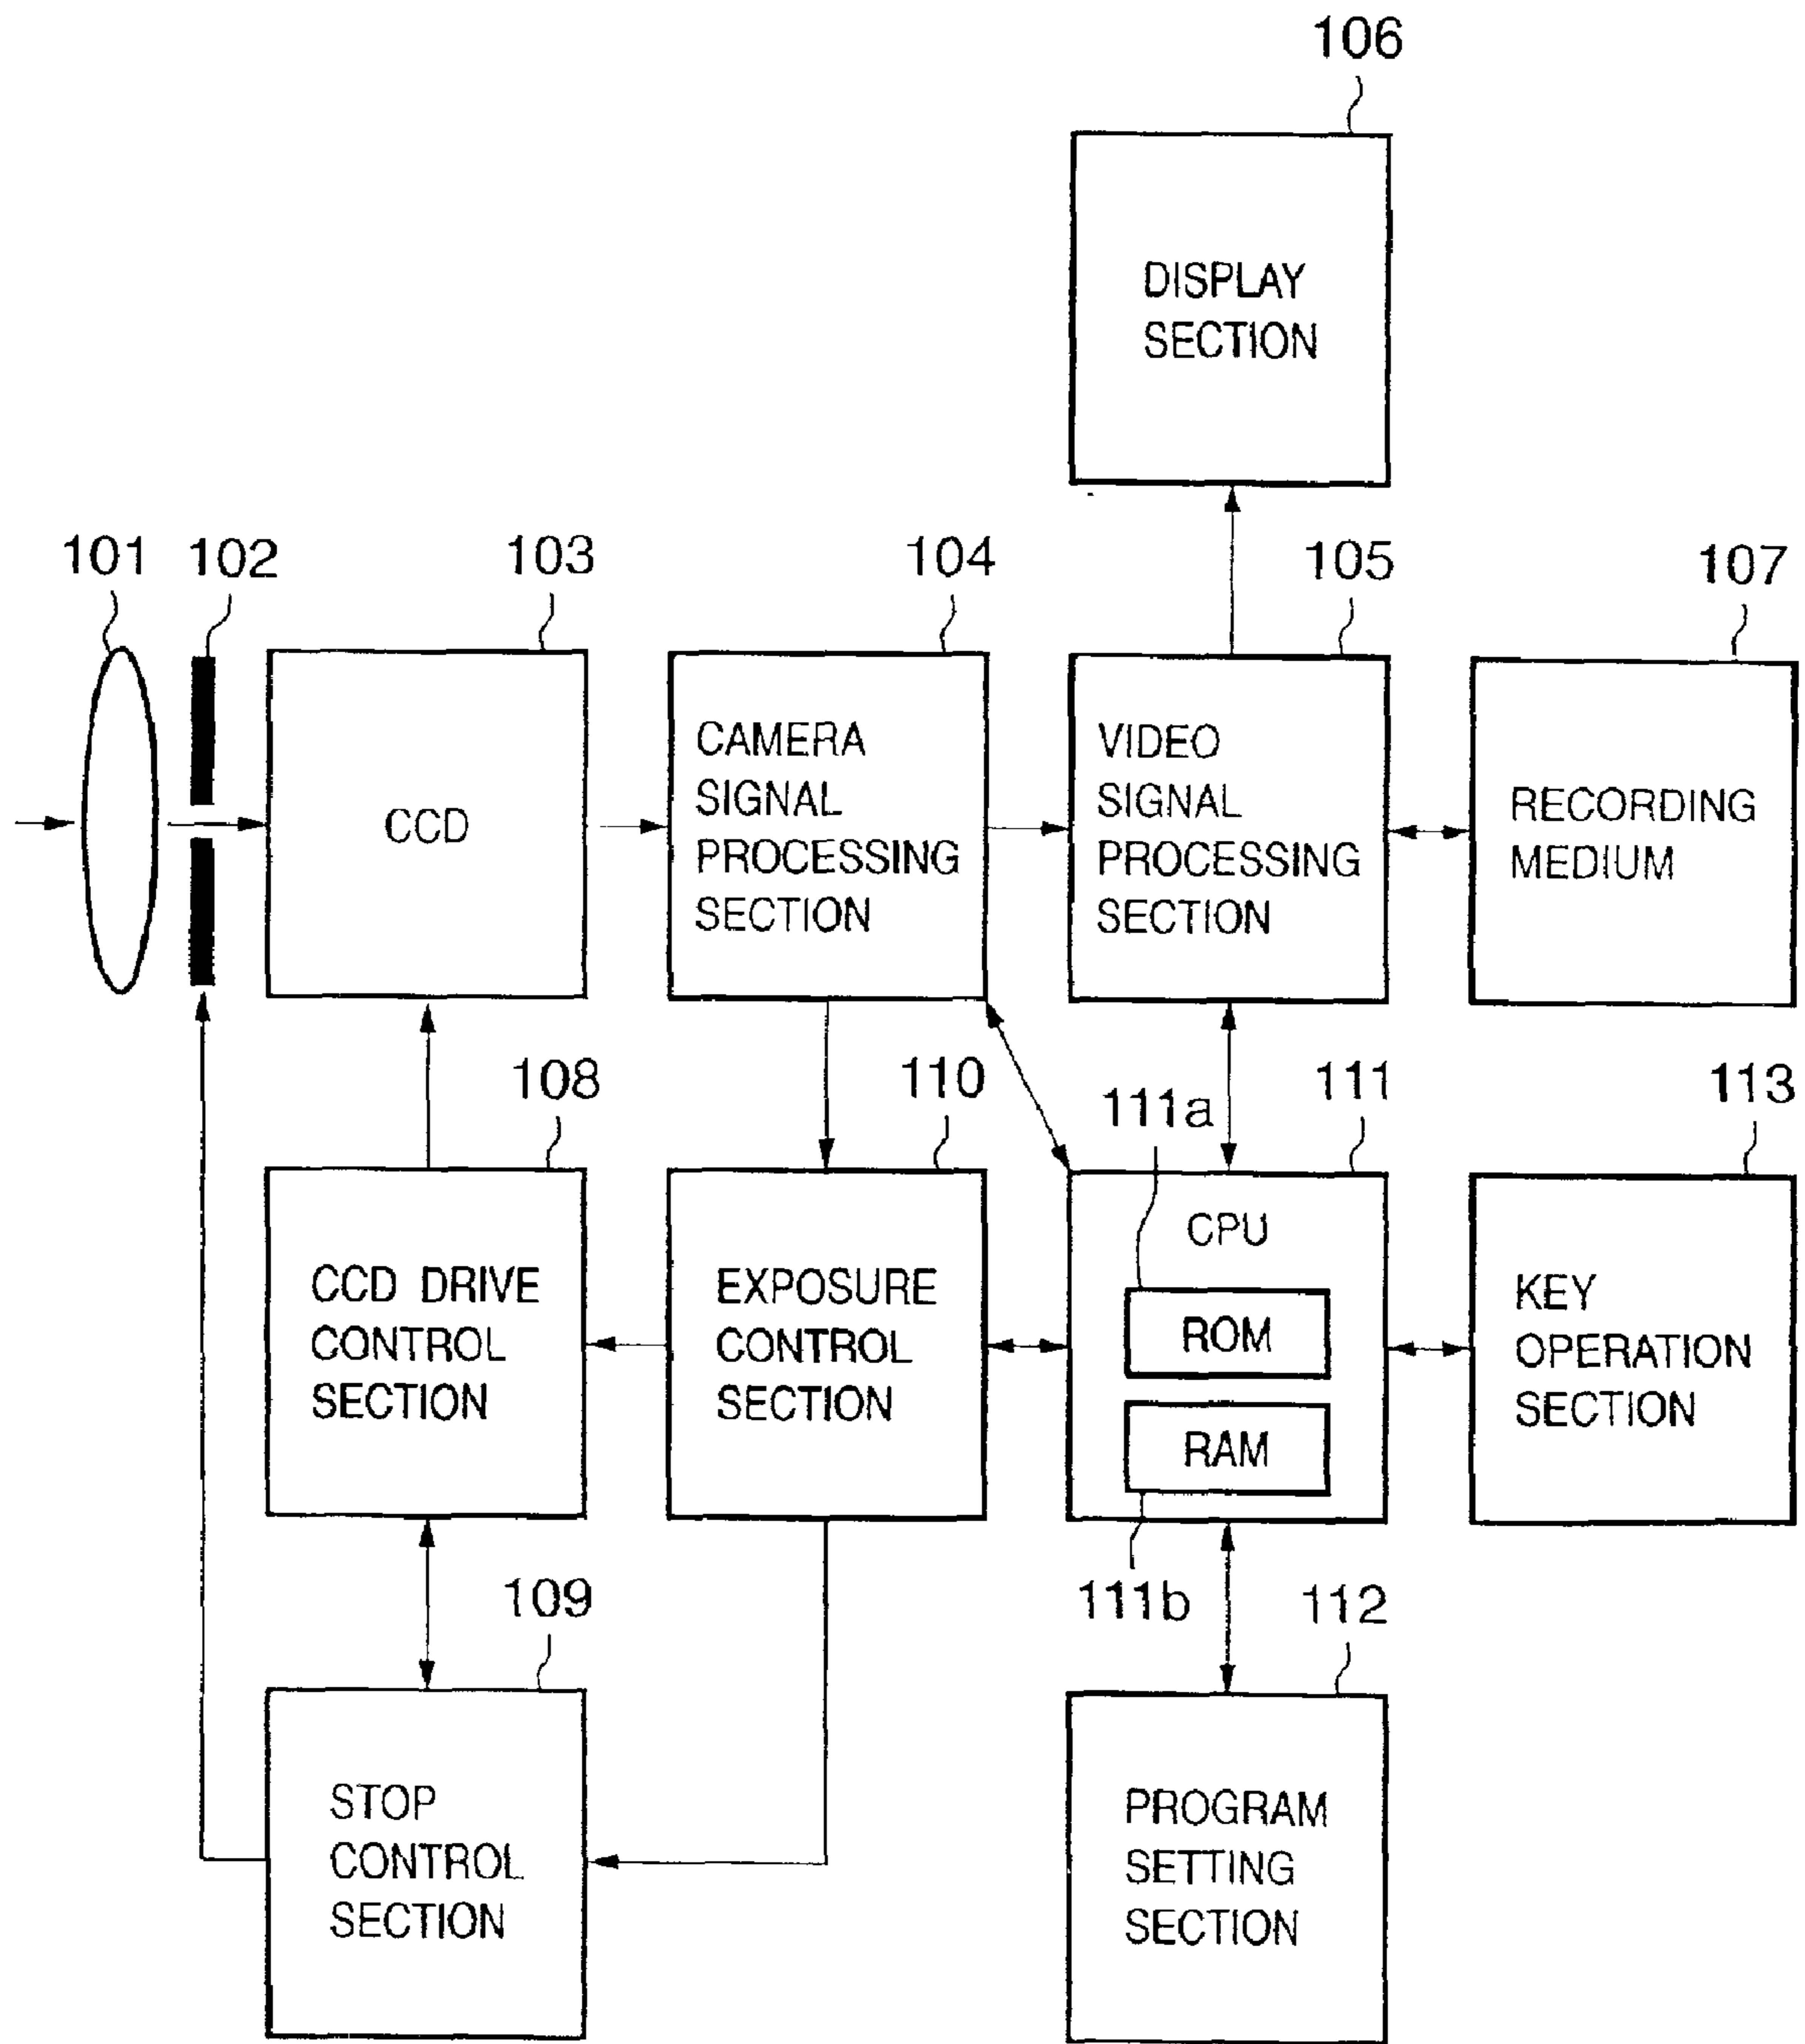 106
DISPLAY
SECTION
101
102
103
104
105
107
CCD
CAMERA
SIGNAL
PROCESSING
SECTION
VIDEO
SIGNAL
PROCESSING
SECTION
RECORDING
MEDIUM
108
110
111a
111
113
CCD DRIVE
CONTROL
SECTION
EXPOSURE
CONTROL
SECTION
CPU
ROM
RAM
KEY
OPERATION
SECTION
109
111b
112
STOP
CONTROL
SECTION
PROGRAM
SETTING
SECTION